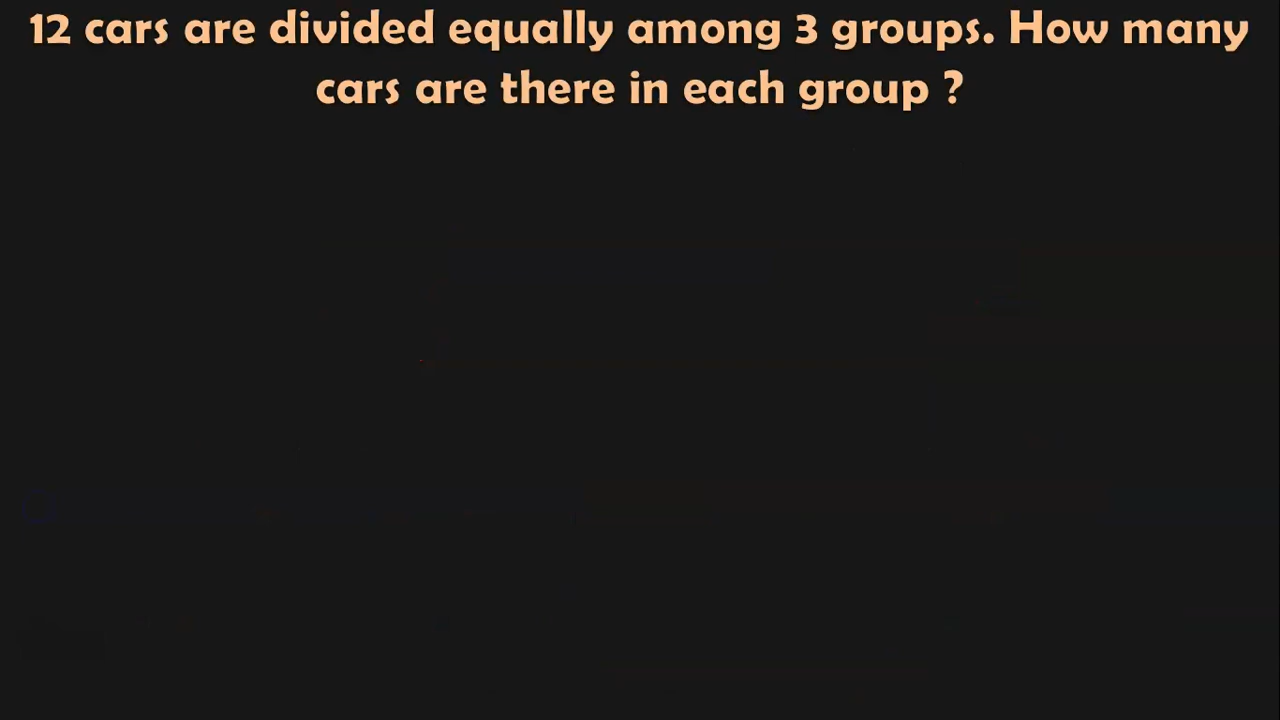 12 cars are divided equally among 3 groups. How many
cars are there in each group ?